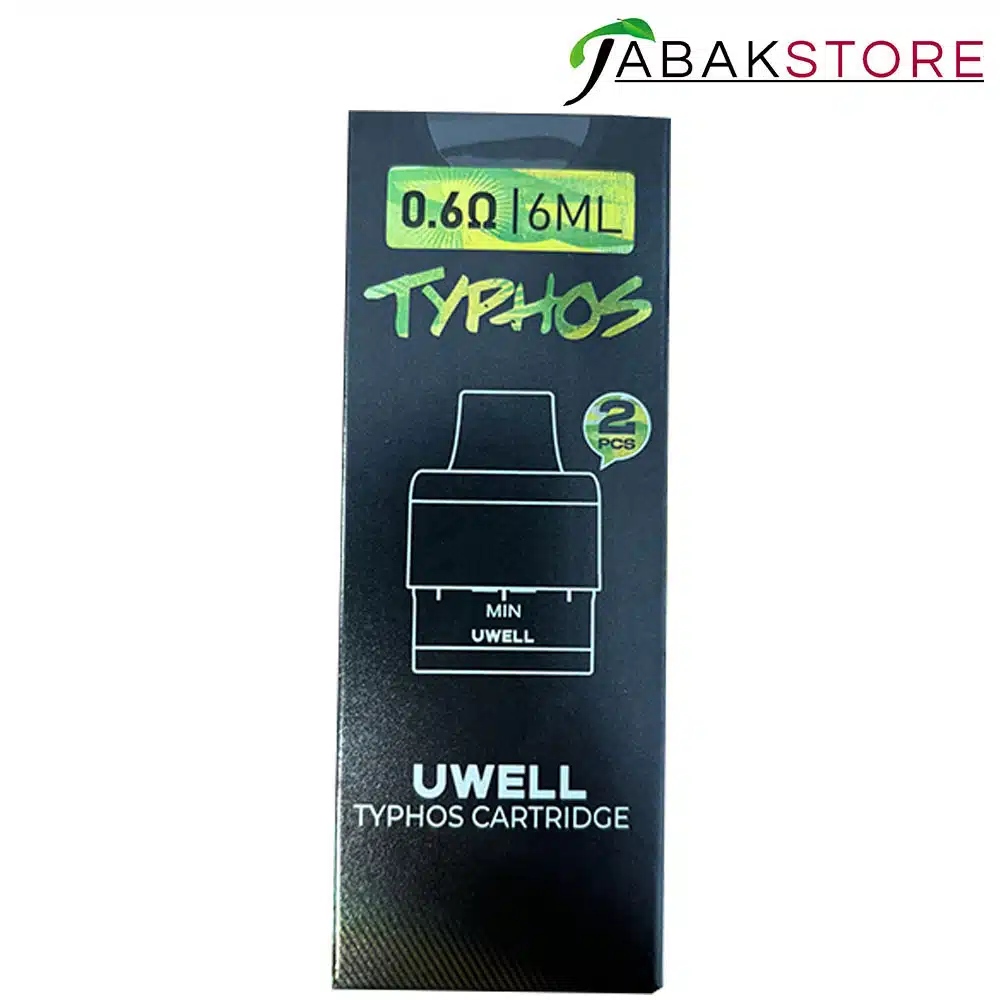 TABAKSTORE
0.6Ω | 6ML
TYPHOS
2
PCS
MIN
UWELL
UWELL
TYPHOS CARTRIDGE